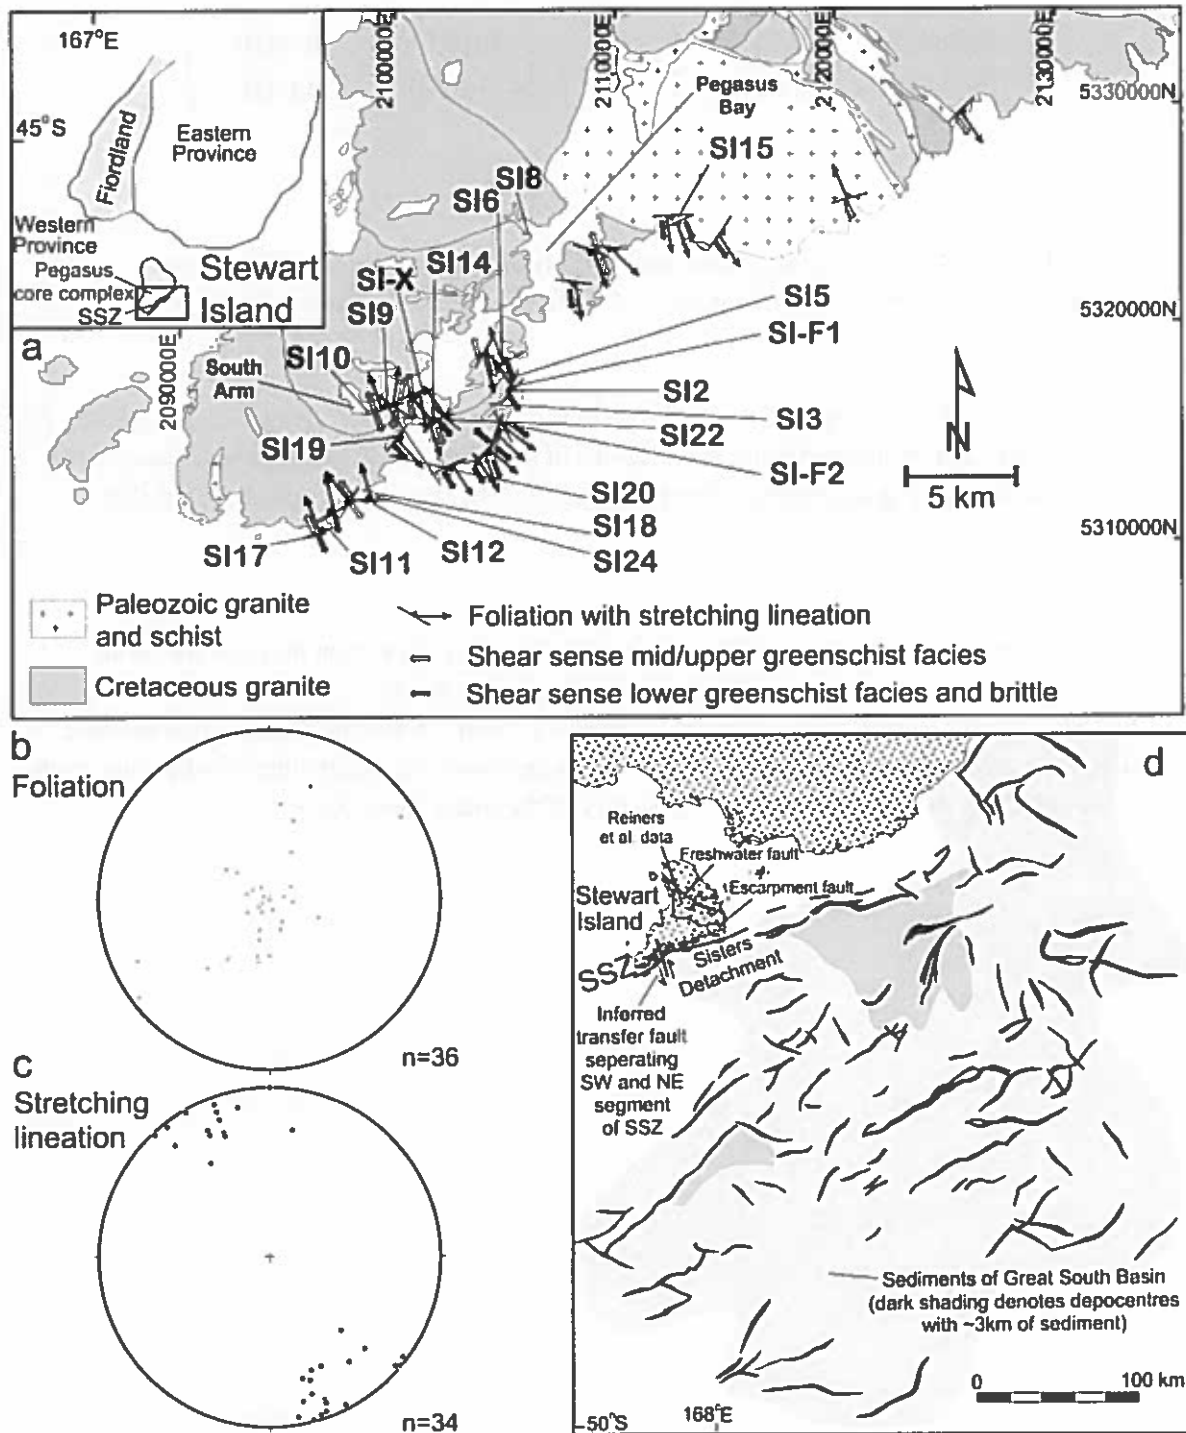 167°E
45°S
Fiordland
Eastern
Province
Western
Province
Pegasus
core complex
SSZ
Stewart
Island
a
2100000E
2110000E
2120000E
2130000E
2090000E
5330000N
5320000N
5310000N
Pegasus
Bay
SI15
SI8
SI6
SI14
SI-X
SI9
SI10
South
Arm
SI19
SI5
SI-F1
SI2
SI3
SI22
SI-F2
SI20
SI18
SI24
SI12
SI11
SI17
N
5 km
Paleozoic granite
and schist
Cretaceous granite
Foliation with stretching lineation
Shear sense mid/upper greenschist facies
Shear sense lower greenschist facies and brittle
b
Foliation
n=36
c
Stretching
lineation
n=34
d
Reiners
et al. data
Freshwater fault
Escarpment fault
Stewart
Island
SSZ
Sisters
Detachment
Inferred
transfer fault
seperating
SW and NE
segment
of SSZ
Sediments of Great South Basin
(dark shading denotes depocentres
with ~3km of sediment)
0
100 km
50°S
168°E